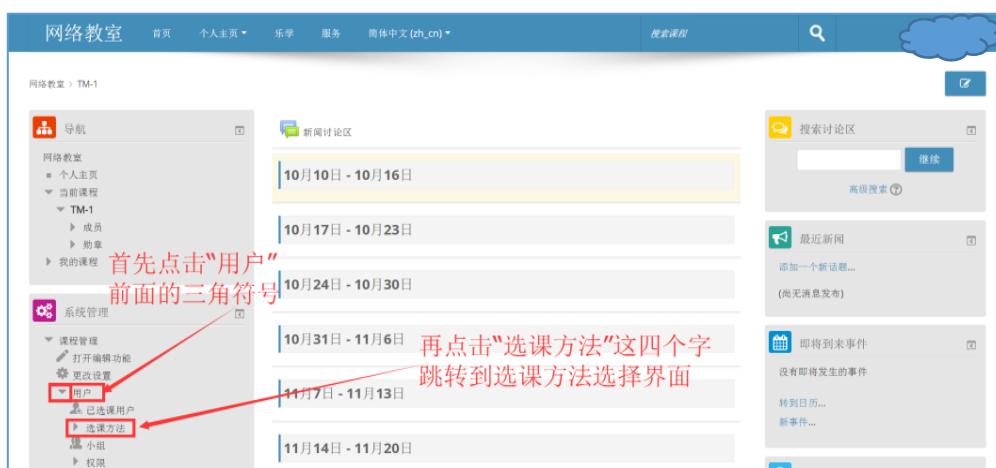 网络教室 首页 个人主页 乐学 服务 简体中文 (zh_cn) 搜索课程
网络教室 > TM-1
导航
网络教室
个人主页
当前课程
TM-1
成员
勋章
我的课程
首先点击“用户”
前面的三角符号
系统管理
课程管理
打开编辑功能
更改设置
用户
已选课用户
选课方法
小组
权限
新闻讨论区
10月10日 - 10月16日
10月17日 - 10月23日
10月24日 - 10月30日
10月31日 - 11月6日
再点击“选课方法”这四个字
跳转到选课方法选择界面
11月7日 - 11月13日
11月14日 - 11月20日
搜索讨论区
继续
高级搜索
最近新闻
添加一个新话题...
(尚无消息发布)
即将到来事件
没有即将发生的事件
转到日历...
新事件...